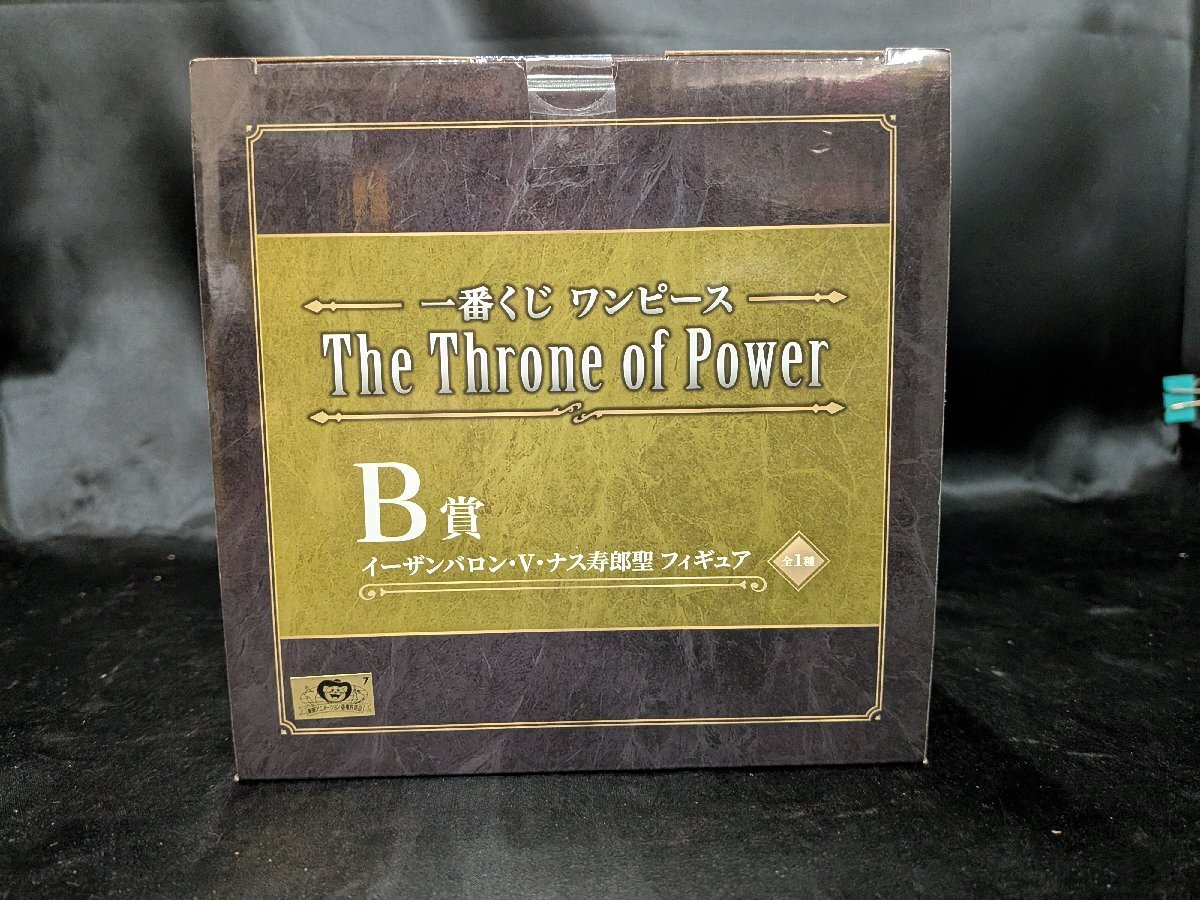 一番くじ ワンピース
The Throne of Power
B賞
イーザンバロン・V・ナス寿郎聖 フィギュア
全1種
7